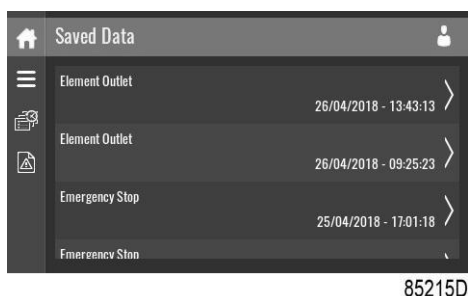 Saved Data
Element Outlet
26/04/2018 - 13:43:13
Element Outlet
26/04/2018 - 09:25:23
Emergency Stop
25/04/2018 - 17:01:18
Emergency Stop
85215D